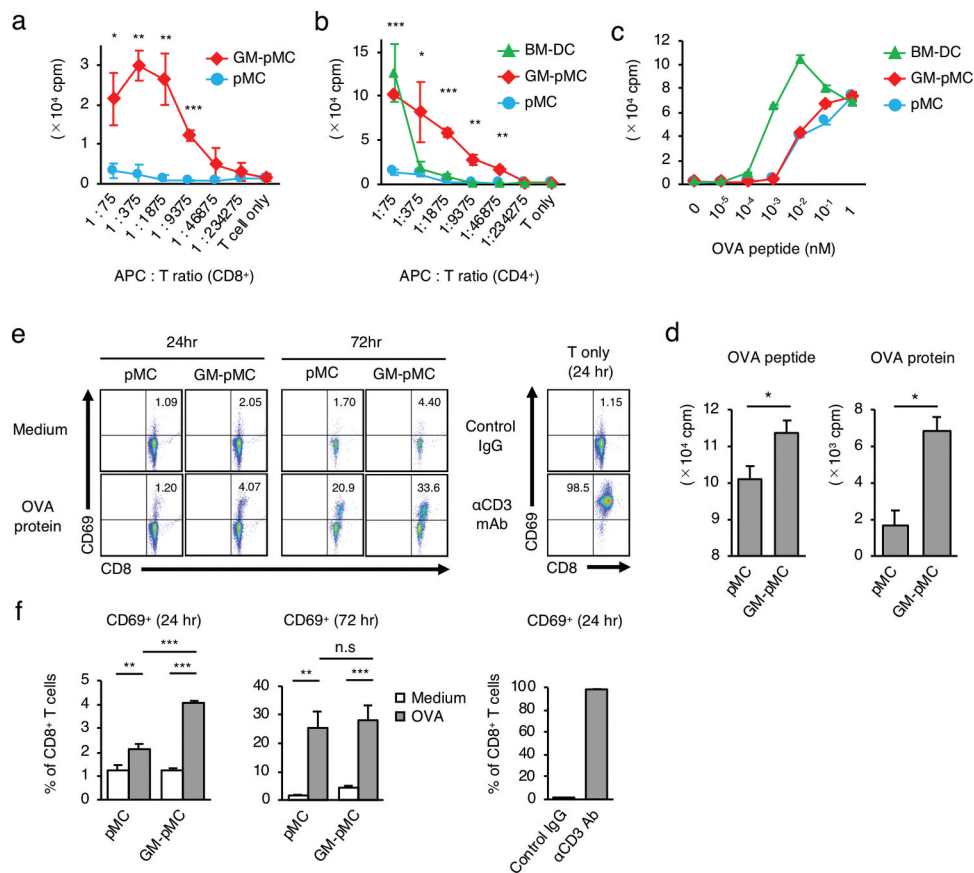 a
(× 10⁴ cpm)
3
2
1
0
* ** ** ***
GM-pMC
pMC
1 : :75
1 : :375
1 : :1875
1 : :9375
1 : :46875
1 : :234275
T cell only
APC : T ratio (CD8⁺)
b
(× 10⁴ cpm)
15
10
5
0
*** * *** ** **
BM-DC
GM-pMC
pMC
1:75
1:375
1:1875
1:9375
1:46875
1:234275
T only
APC : T ratio (CD4⁺)
c
(× 10⁴ cpm)
12
10
8
6
4
2
0
BM-DC
GM-pMC
pMC
0 10⁻⁵ 10⁻⁴ 10⁻³ 10⁻² 10⁻¹ 1
OVA peptide (nM)
e
24hr 72hr
pMC GM-pMC pMC GM-pMC
T only
(24 hr)
Medium
1.09 2.05 1.70 4.40
Control
IgG
1.15
OVA
protein
1.20 4.07 20.9 33.6
αCD3
mAb
98.5
CD69
CD8
CD69
CD8
d
OVA peptide
(× 10⁴ cpm)
12
11
10
9
8
*
pMC
GM-pMC
OVA protein
(× 10³ cpm)
8
6
4
2
0
*
pMC
GM-pMC
f
CD69⁺ (24 hr)
% of CD8⁺ T cells
5
4
3
2
1
0
***
** ***
pMC
GM-pMC
CD69⁺ (72 hr)
40
30
20
10
0
n.s
** ***
Medium
OVA
pMC
GM-pMC
CD69⁺ (24 hr)
% of CD8⁺ T cells
100
80
60
40
20
0
Control IgG
αCD3 Ab